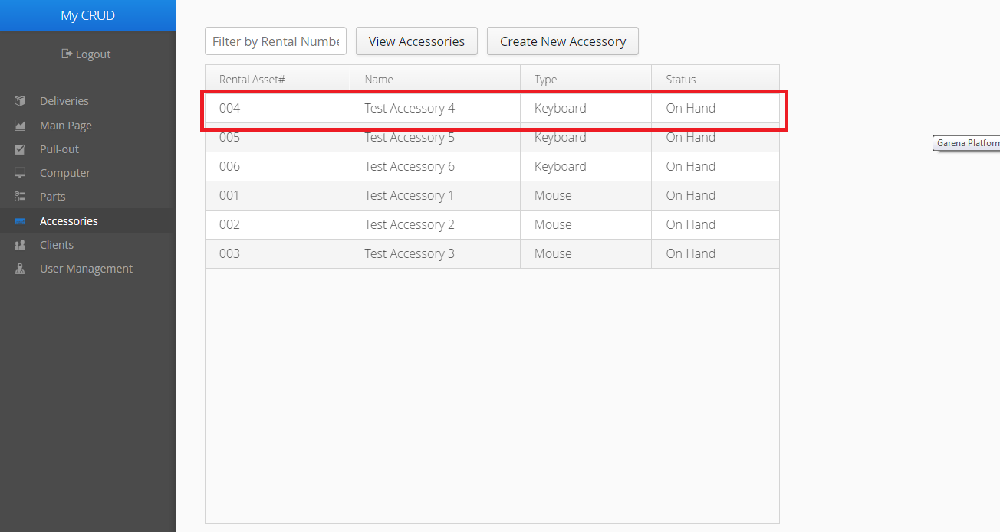 My CRUD
Logout
Deliveries
Main Page
Pull-out
Computer
Parts
Accessories
Clients
User Management
Filter by Rental Numbe View Accessories Create New Accessory
Rental Asset# Name Type Status
004 Test Accessory 4 Keyboard On Hand
005 Test Accessory 5 Keyboard On Hand
006 Test Accessory 6 Keyboard On Hand
001 Test Accessory 1 Mouse On Hand
002 Test Accessory 2 Mouse On Hand
003 Test Accessory 3 Mouse On Hand
Garena Platform